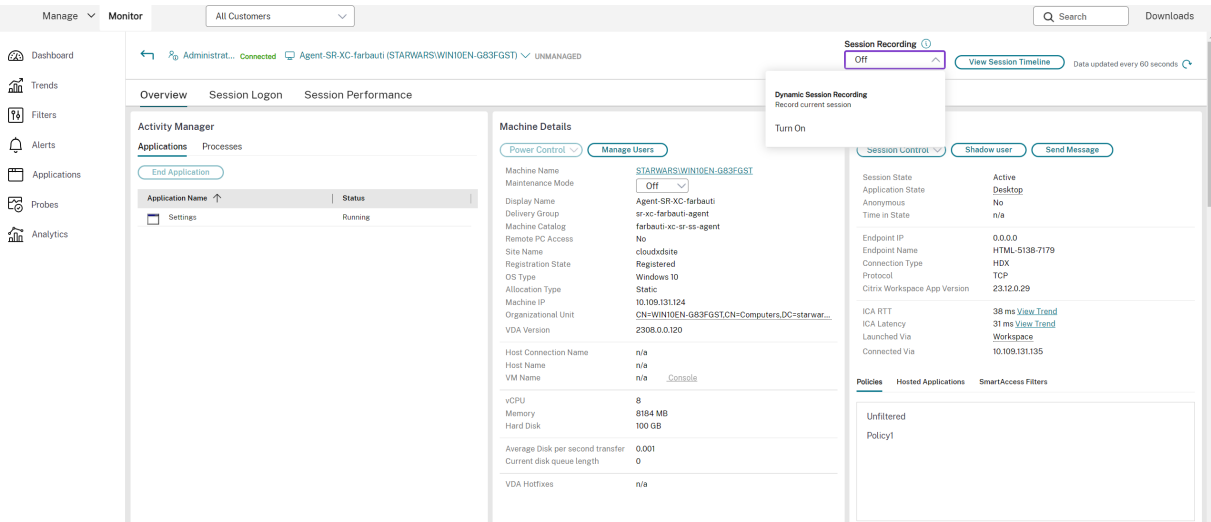 Manage Monitor All Customers Search Downloads
Dashboard
Trends
Filters
Alerts
Applications
Probes
Analytics
Administrat... Connected Agent-SR-XC-farbauti (STARWARS\WIN10EN-G83FGST) UNMANAGED
Session Recording
Off
View Session Timeline
Data updated every 60 seconds
Dynamic Session Recording
Record current session
Turn On
Overview Session Logon Session Performance
Activity Manager
Applications Processes
End Application
Application Name Status
Settings Running
Machine Details
Power Control Manage Users
Machine Name STARWARS\WIN10EN-G83FGST
Maintenance Mode Off
Display Name Agent-SR-XC-farbauti
Delivery Group sr-xc-farbauti-agent
Machine Catalog farbauti-xc-sr-ss-agent
Remote PC Access No
Site Name cloudxdsite
Registration State Registered
OS Type Windows 10
Allocation Type Static
Machine IP 10.109.131.124
Organizational Unit CN=WIN10EN-G83FGST,CN=Computers,DC=starwar...
VDA Version 2308.0.0.120
Host Connection Name n/a
Host Name n/a
VM Name n/a Console
vCPU 8
Memory 8184 MB
Hard Disk 100 GB
Average Disk per second transfer 0.001
Current disk queue length 0
VDA Hotfixes n/a
Session Control Shadow user Send Message
Session State Active
Application State Desktop
Anonymous No
Time in State n/a
Endpoint IP 0.0.0.0
Endpoint Name HTML-5138-7179
Connection Type HDX
Protocol TCP
Citrix Workspace App Version 23.12.0.29
ICA RTT 38 ms View Trend
ICA Latency 31 ms View Trend
Launched Via Workspace
Connected Via 10.109.131.135
Policies Hosted Applications SmartAccess Filters
Unfiltered
Policy1